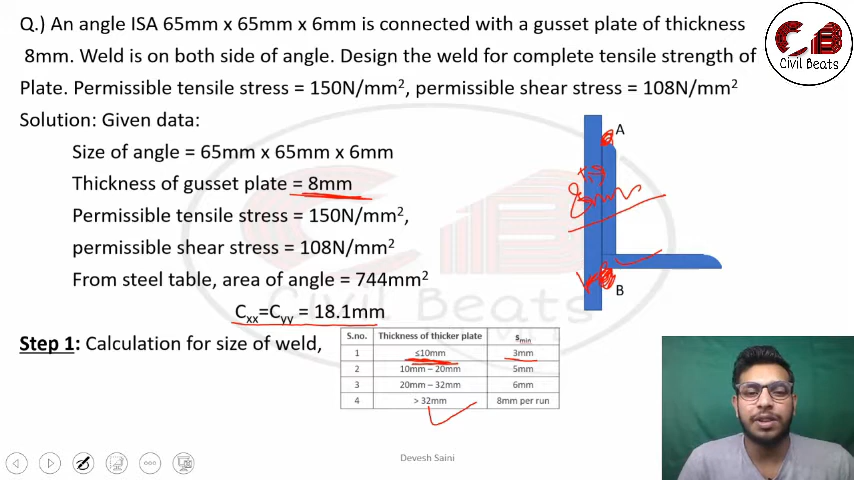 Q.) An angle ISA 65mm x 65mm x 6mm is connected with a gusset plate of thickness
8mm. Weld is on both side of angle. Design the weld for complete tensile strength of
Plate. Permissible tensile stress = 150N/mm², permissible shear stress = 108N/mm²
Civil Beats
Solution: Given data:
Size of angle = 65mm x 65mm x 6mm
Thickness of gusset plate = 8mm
Permissible tensile stress = 150N/mm²,
permissible shear stress = 108N/mm²
From steel table, area of angle = 744mm²
Cxx=Cyy = 18.1mm
A
8mm
B
Civil Beats
Step 1: Calculation for size of weld,
S.no. Thickness of thicker plate smin
1 ≤10mm 3mm
2 10mm – 20mm 5mm
3 20mm – 32mm 6mm
4 > 32mm 8mm per run
Devesh Saini